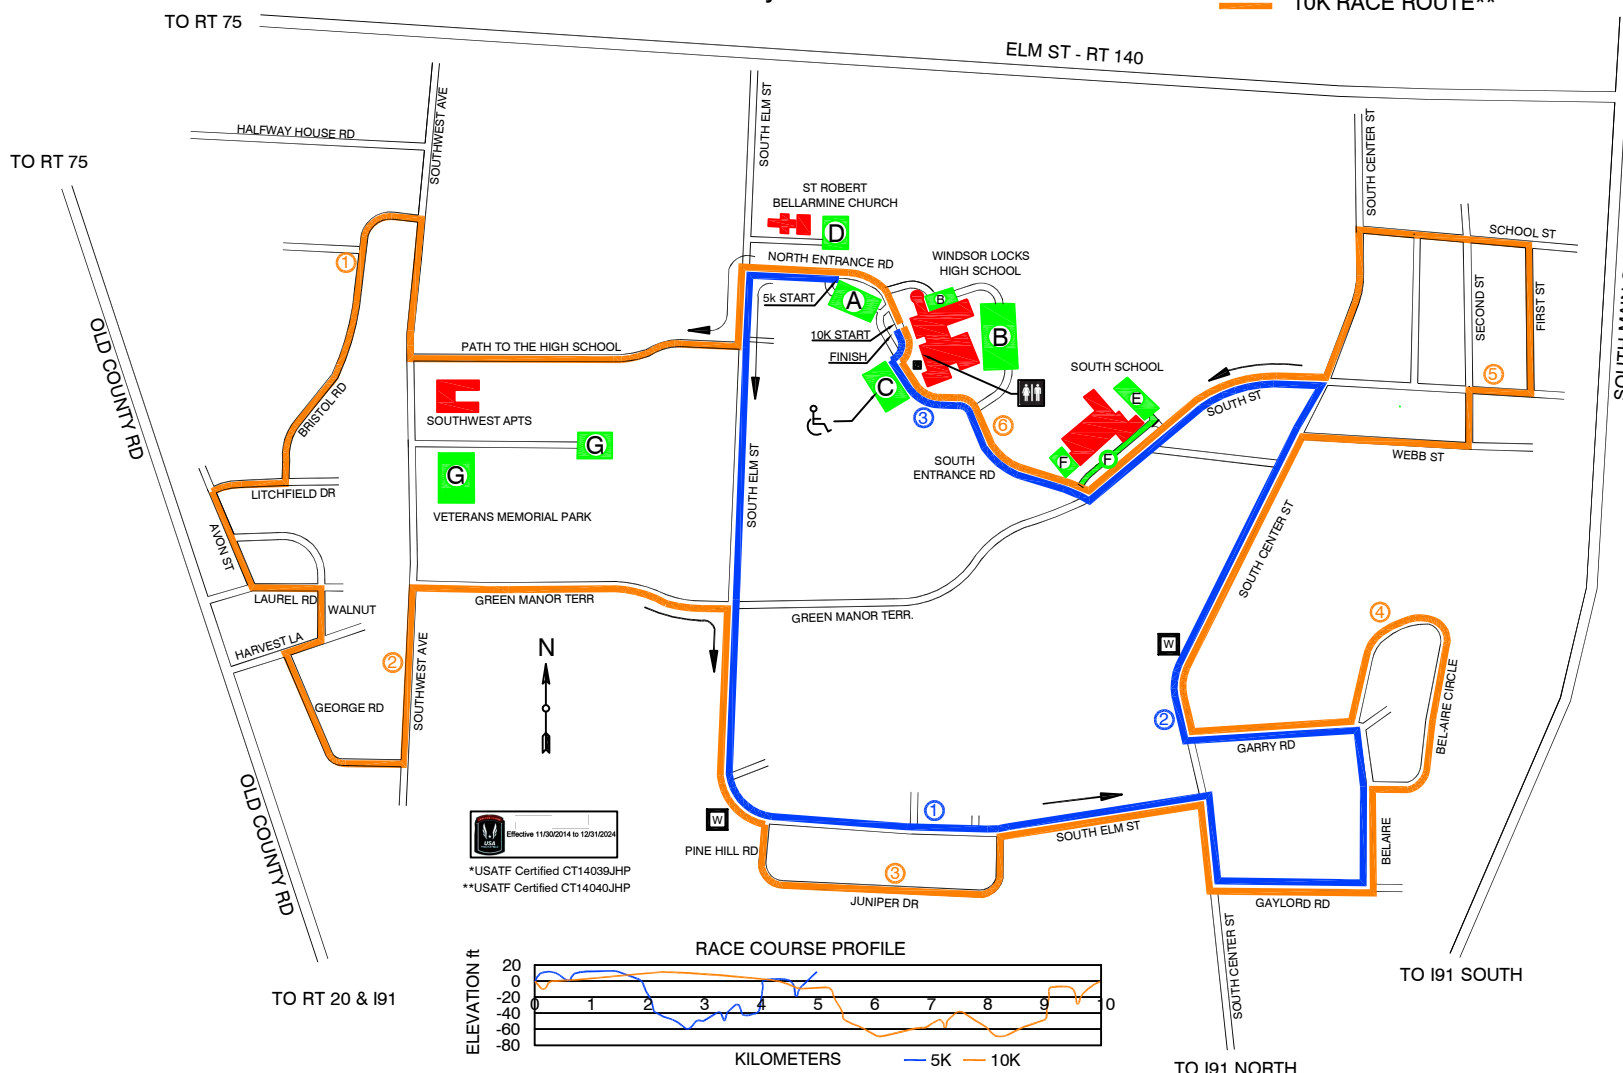 10K RACE ROUTE**
TO RT 75
ELM ST - RT 140
SOUTHWEST AVE
SOUTH ELM ST
SOUTH CENTER ST
HALFWAY HOUSE RD
TO RT 75
ST ROBERT
BELLARMINE CHURCH
D
SCHOOL ST
NORTH ENTRANCE RD
WINDSOR LOCKS
HIGH SCHOOL
1
5k START
A
B
B
SECOND ST
FIRST ST
10K START
FINISH
PATH TO THE HIGH SCHOOL
OLD COUNTY RD
SOUTH SCHOOL
5
C
E
BRISTOL RD
SOUTHWEST APTS
SOUTH ST
3
6
G
F
F
WEBB ST
SOUTH
ENTRANCE RD
G
LITCHFIELD DR
SOUTH ELM ST
VETERANS MEMORIAL PARK
AVON ST
SOUTH CENTER ST
LAUREL RD
GREEN MANOR TERR
WALNUT
GREEN MANOR TERR.
4
HARVEST LA
W
N
2
SOUTHWEST AVE
GEORGE RD
2
BEL-AIRE CIRCLE
GARRY RD
OLD COUNTY RD
W
1
SOUTH ELM ST
Effective 11/30/2014 to 12/31/2024
USA
PINE HILL RD
BELAIRE
*USATF Certified CT14039JHP
**USATF Certified CT14040JHP
3
JUNIPER DR
GAYLORD RD
SOUTH CENTER ST
RACE COURSE PROFILE
ELEVATION ft
20
0
-20
-40
-60
-80
0 1 2 3 4 5 6 7 8 9 10
KILOMETERS
5K
10K
TO RT 20 & I91
TO I91 SOUTH
TO I91 NORTH